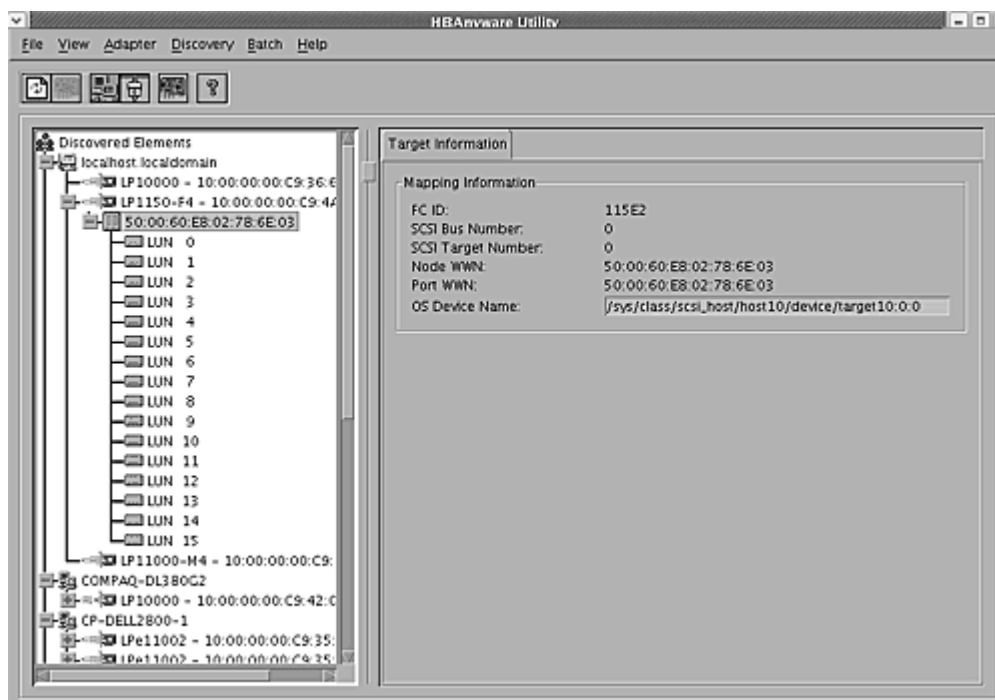 HBAnyware Utility
File View Adapter Discovery Batch Help
Discovered Elements
localhost.localdomain
LP10000 - 10:00:00:00:C9:36:6
LP1150-F4 - 10:00:00:00:C9:4A
50:00:60:E8:02:78:6E:03
LUN 0
LUN 1
LUN 2
LUN 3
LUN 4
LUN 5
LUN 6
LUN 7
LUN 8
LUN 9
LUN 10
LUN 11
LUN 12
LUN 13
LUN 14
LUN 15
LP11000-M4 - 10:00:00:00:C9:
COMPAQ-DL380G2
LP10000 - 10:00:00:00:C9:42:C
CP-DELL2800-1
LPe11002 - 10:00:00:00:C9:35:
LPe11002 - 10:00:00:00:C9:35:
Target Information
Mapping Information
FC ID: 115E2
SCSI Bus Number: 0
SCSI Target Number: 0
Node WWN: 50:00:60:E8:02:78:6E:03
Port WWN: 50:00:60:E8:02:78:6E:03
OS Device Name: /sys/class/scsi_host/host10/device/target10:0:0